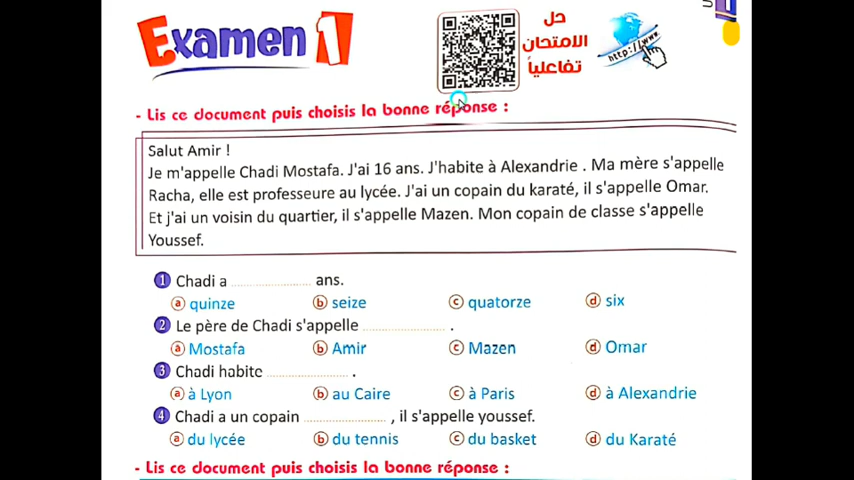 Examen 1
حل
الامتحان
تفاعلياً
http://www
- Lis ce document puis choisis la bonne réponse :
Salut Amir !
Je m'appelle Chadi Mostafa. J'ai 16 ans. J'habite à Alexandrie . Ma mère s'appelle
Racha, elle est professeure au lycée. J'ai un copain du karaté, il s'appelle Omar.
Et j'ai un voisin du quartier, il s'appelle Mazen. Mon copain de classe s'appelle
Youssef.
1 Chadi a .................... ans.
a quinze b seize c quatorze d six
2 Le père de Chadi s'appelle .................... .
a Mostafa b Amir c Mazen d Omar
3 Chadi habite .................... .
a à Lyon b au Caire c à Paris d à Alexandrie
4 Chadi a un copain .................... , il s'appelle youssef.
a du lycée b du tennis c du basket d du Karaté
- Lis ce document puis choisis la bonne réponse :